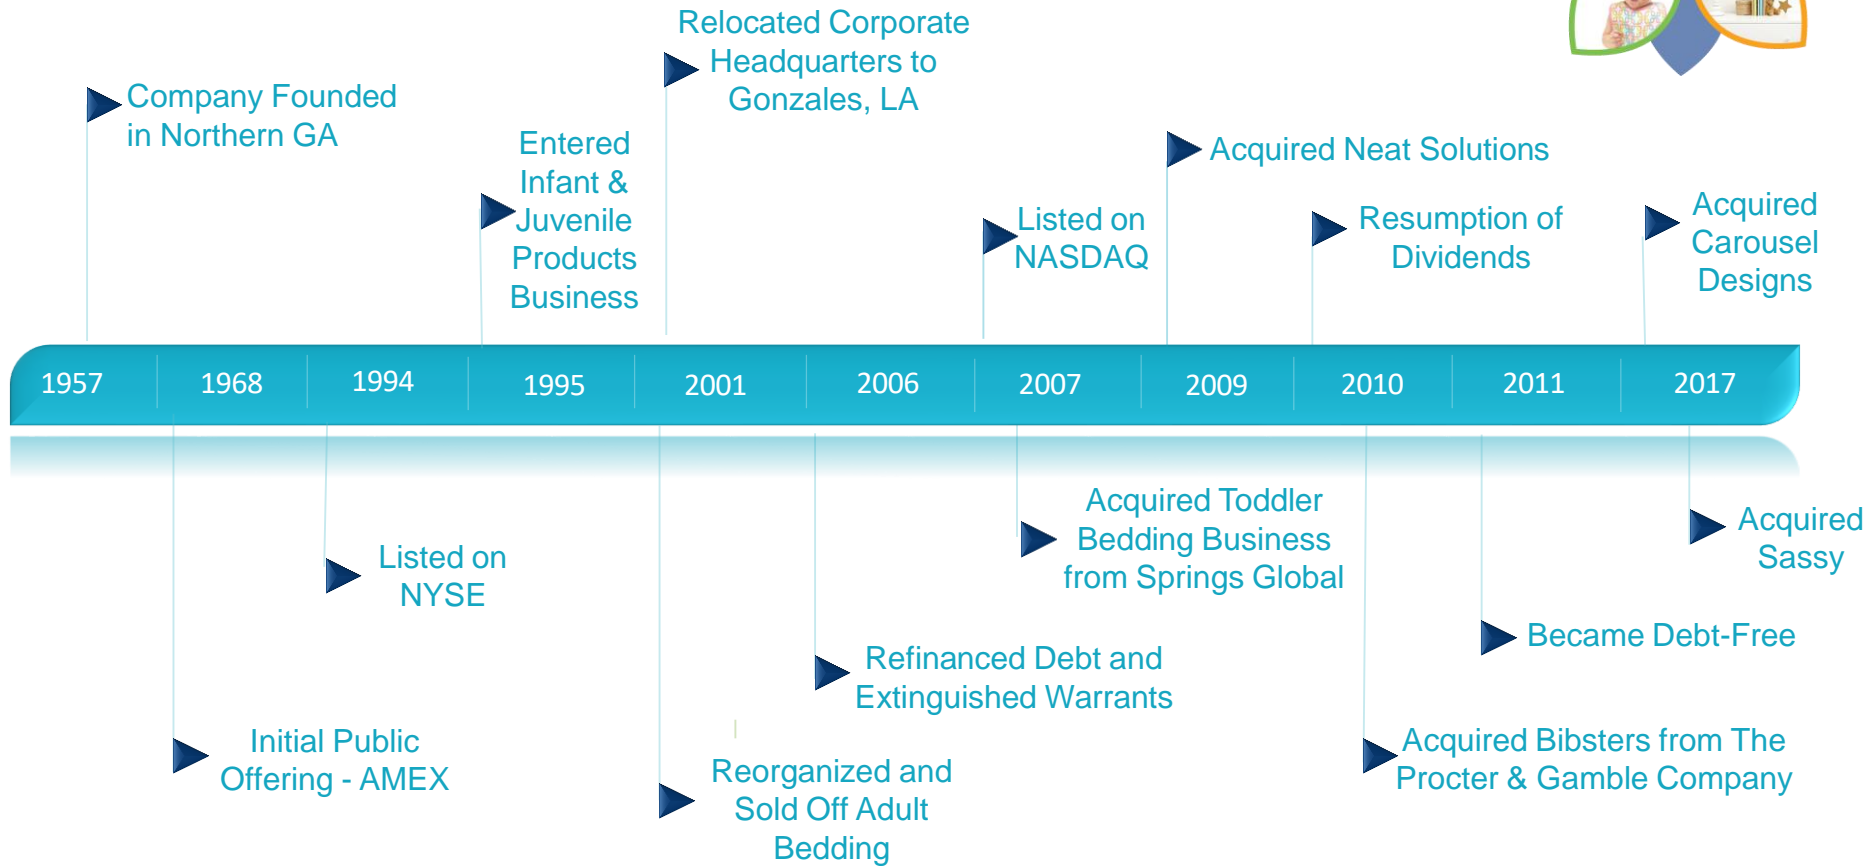 Relocated Corporate
Headquarters to
Gonzales, LA
Company Founded
in Northern GA
Entered
Infant &
Juvenile
Products
Business
Acquired Neat Solutions
Listed on
NASDAQ
Resumption of
Dividends
Acquired
Carousel
Designs
1957 1968 1994 1995 2001 2006 2007 2009 2010 2011 2017
Acquired Toddler
Bedding Business
from Springs Global
Acquired
Sassy
Listed on
NYSE
Became Debt-Free
Refinanced Debt and
Extinguished Warrants
Initial Public
Offering - AMEX
Acquired Bibsters from The
Procter & Gamble Company
Reorganized and
Sold Off Adult
Bedding